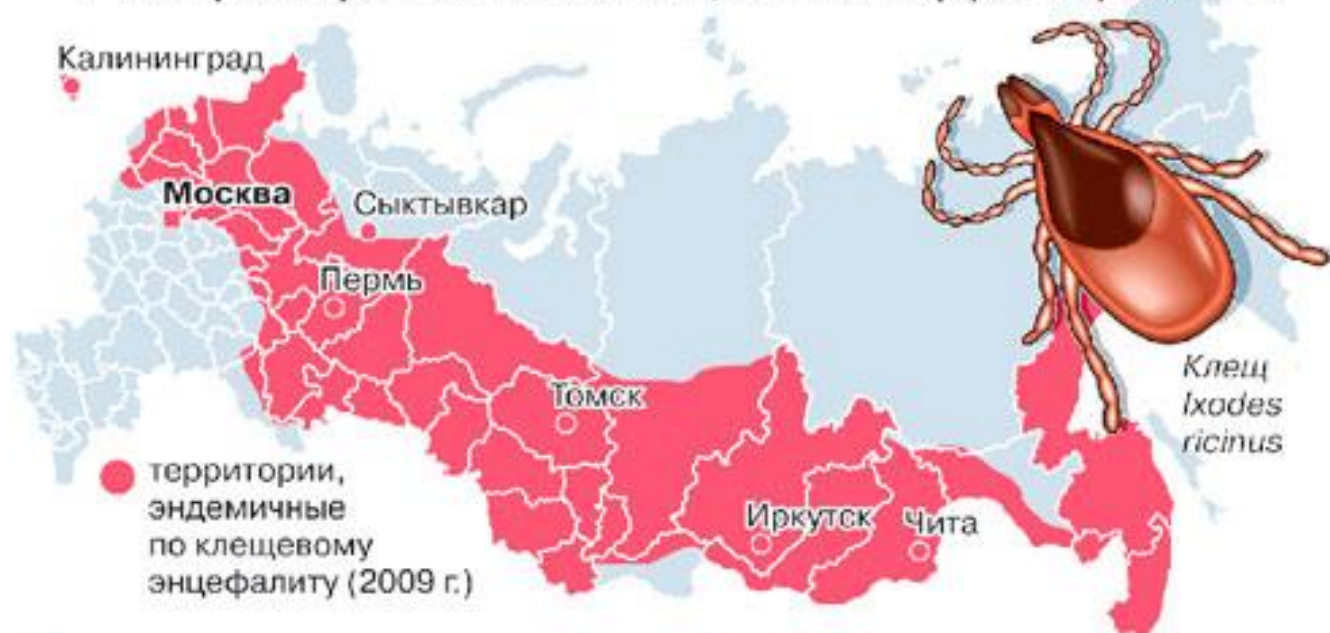 Калининград
Москва
Сыктывкар
Пермь
Томск
Иркутск
Чита
Клещ
Ixodes
ricinus
территории,
эндемичные
по клещевому
энцефалиту (2009 г.)